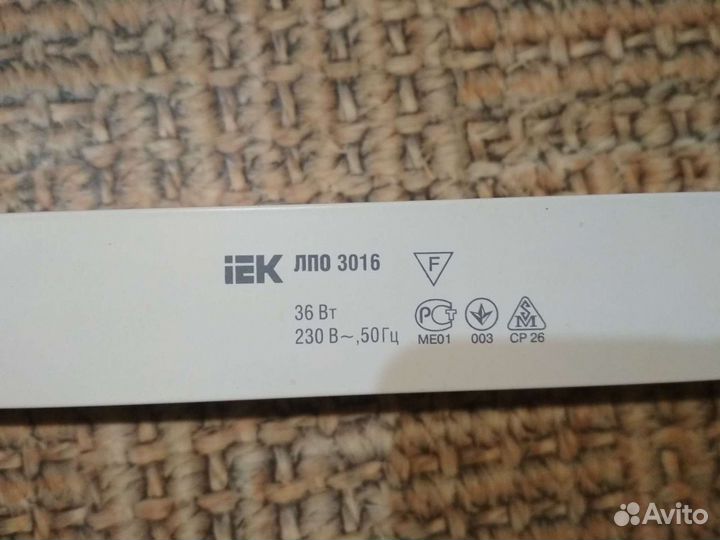 IEK ЛПО 3016 F
36 Вт
230 В~,50Гц
РСТ SM
МЕ01 003 СР 26
Avito